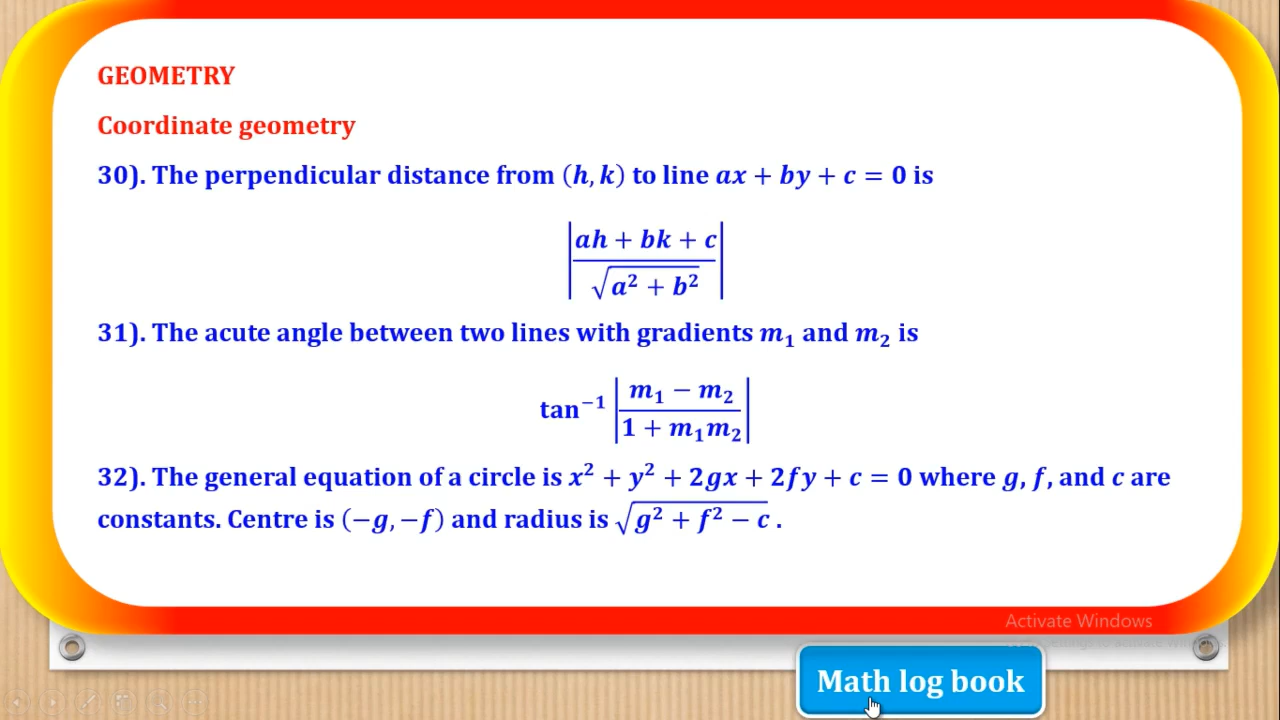 GEOMETRY
Coordinate geometry
30). The perpendicular distance from (h, k) to line ax + by + c = 0 is
|(ah + bk + c)/√(a² + b²)|
31). The acute angle between two lines with gradients m₁ and m₂ is
tan⁻¹ |(m₁ − m₂)/(1 + m₁m₂)|
32). The general equation of a circle is x² + y² + 2gx + 2fy + c = 0 where g, f, and c are
constants. Centre is (−g, −f) and radius is √(g² + f² − c) .
Activate Windows
Math log book